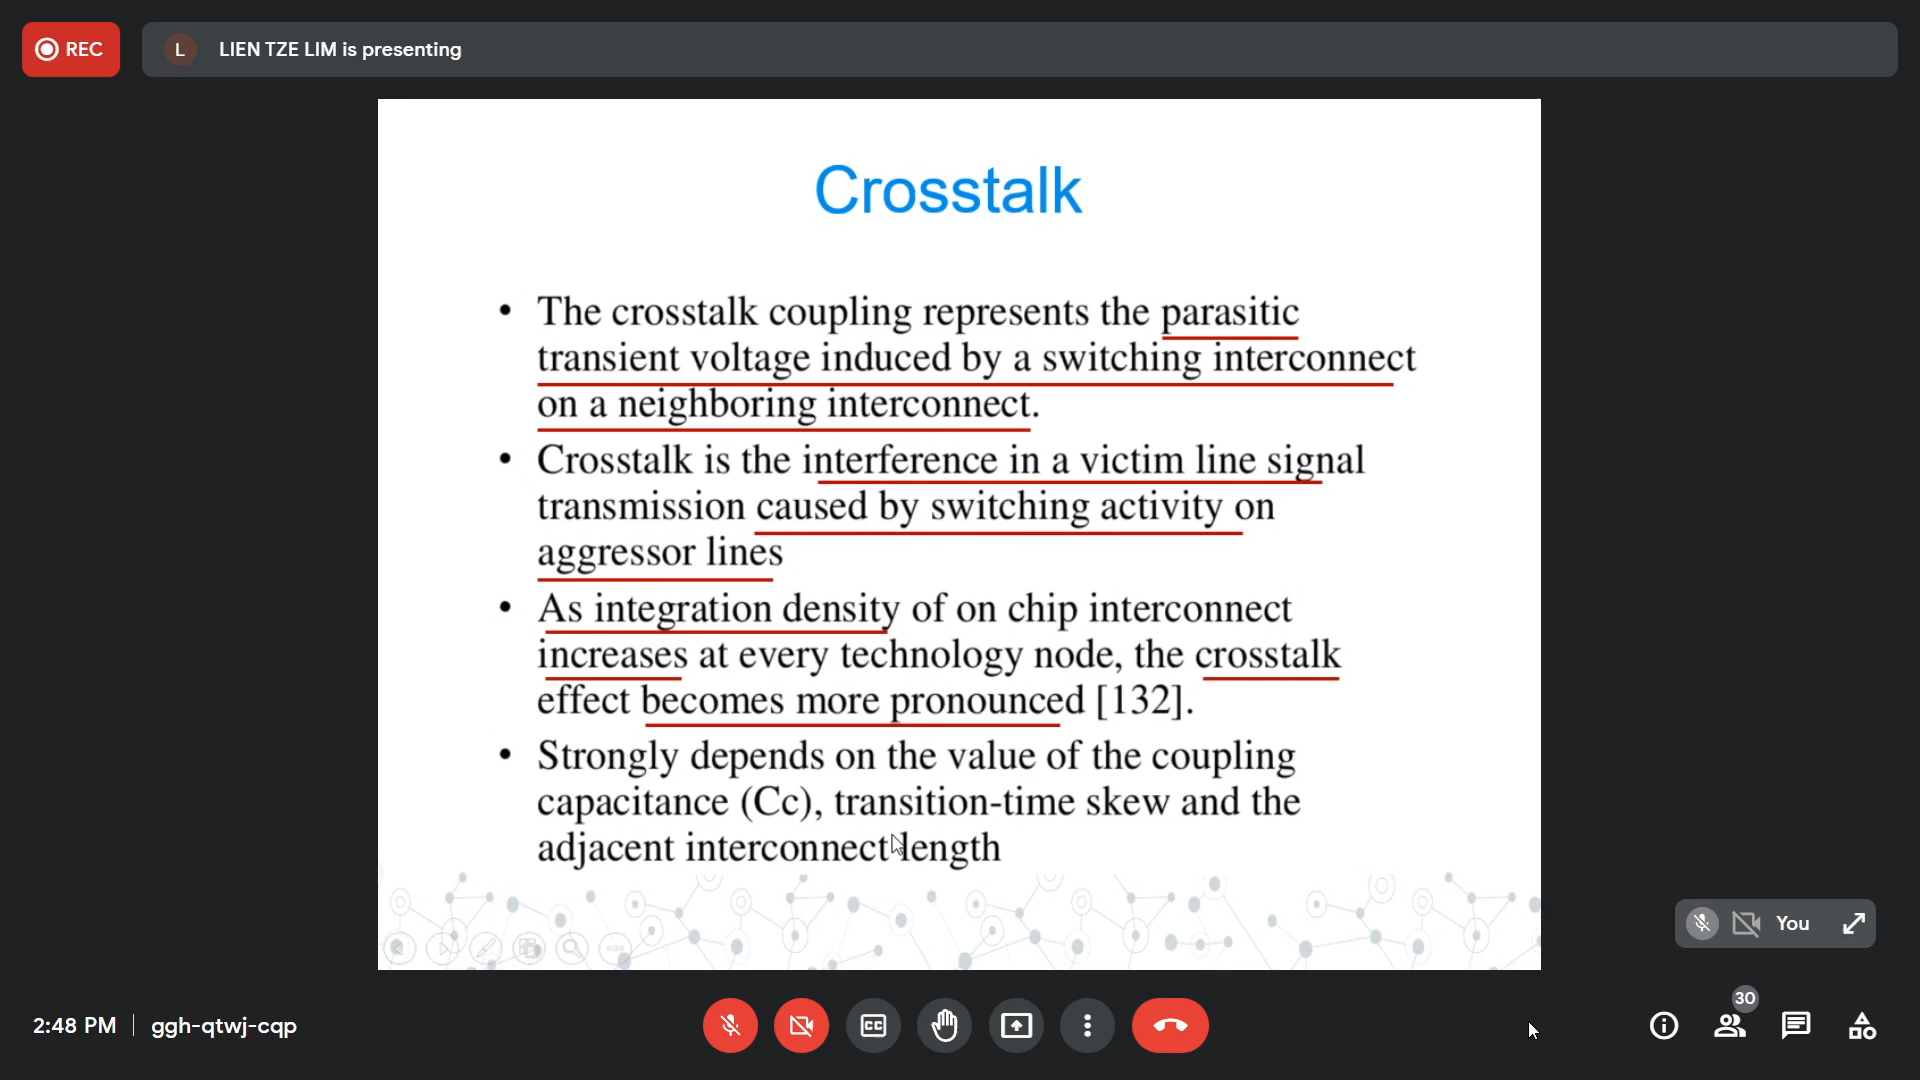 REC
L
LIEN TZE LIM is presenting
Crosstalk
• The crosstalk coupling represents the parasitic
transient voltage induced by a switching interconnect
on a neighboring interconnect.
• Crosstalk is the interference in a victim line signal
transmission caused by switching activity on
aggressor lines
• As integration density of on chip interconnect
increases at every technology node, the crosstalk
effect becomes more pronounced [132].
• Strongly depends on the value of the coupling
capacitance (Cc), transition-time skew and the
adjacent interconnect length
You
2:48 PM | ggh-qtwj-cqp
CC
30